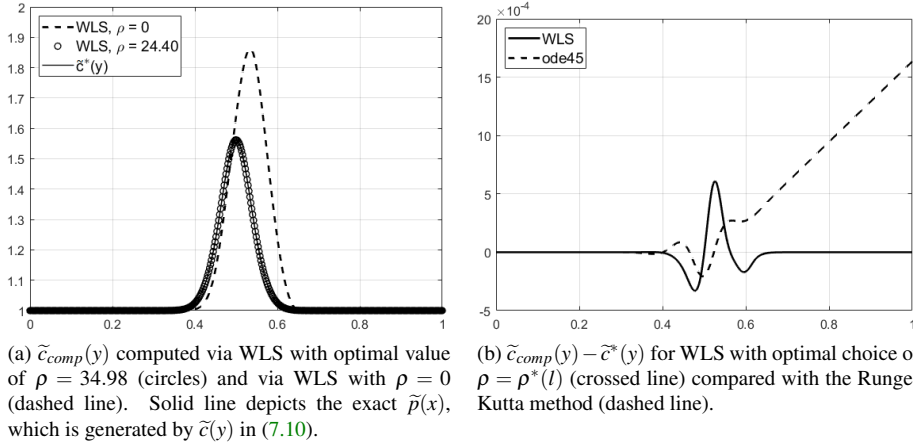 2
1.9
1.8
1.7
1.6
1.5
1.4
1.3
1.2
1.1
1
0
0.2
0.4
0.6
0.8
1
WLS, ρ = 0
WLS, ρ = 24.40
c̃*(y)
20
×10⁻⁴
15
10
5
0
-5
0
0.2
0.4
0.6
0.8
1
WLS
ode45
(a) c̃comp(y) computed via WLS with optimal value
of ρ = 34.98 (circles) and via WLS with ρ = 0
(dashed line). Solid line depicts the exact p̃(x),
which is generated by c̃(y) in (7.10).
(b) c̃comp(y) − c̃*(y) for WLS with optimal choice o
ρ = ρ*(l) (crossed line) compared with the Runge
Kutta method (dashed line).